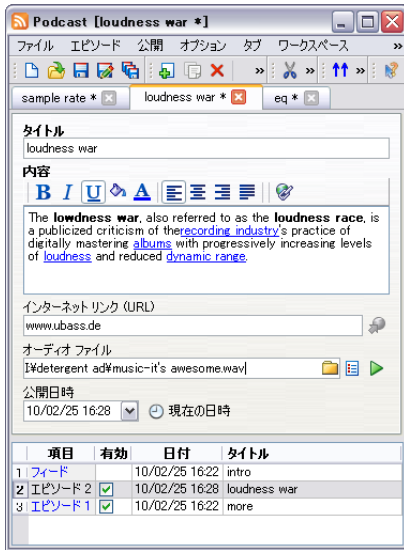 Podcast [loudness war *]
ファイル エピソード 公開 オプション タブ ワークスペース »
» » »
sample rate * loudness war * eq *
タイトル
loudness war
内容
B I U A
The lowdness war, also referred to as the loudness race, is
a publicized criticism of therecording industry's practice of
digitally mastering albums with progressively increasing levels
of loudness and reduced dynamic range.
インターネット リンク (URL)
www.ubass.de
オーディオ ファイル
I¥detergent ad¥music-it's awesome.wav
公開日時
10/02/25 16:28 現在の日時
項目 有効 日付 タイトル
1 フィード 10/02/25 16:22 intro
2 エピソード 2 10/02/25 16:28 loudness war
3 エピソード 1 10/02/25 16:22 more